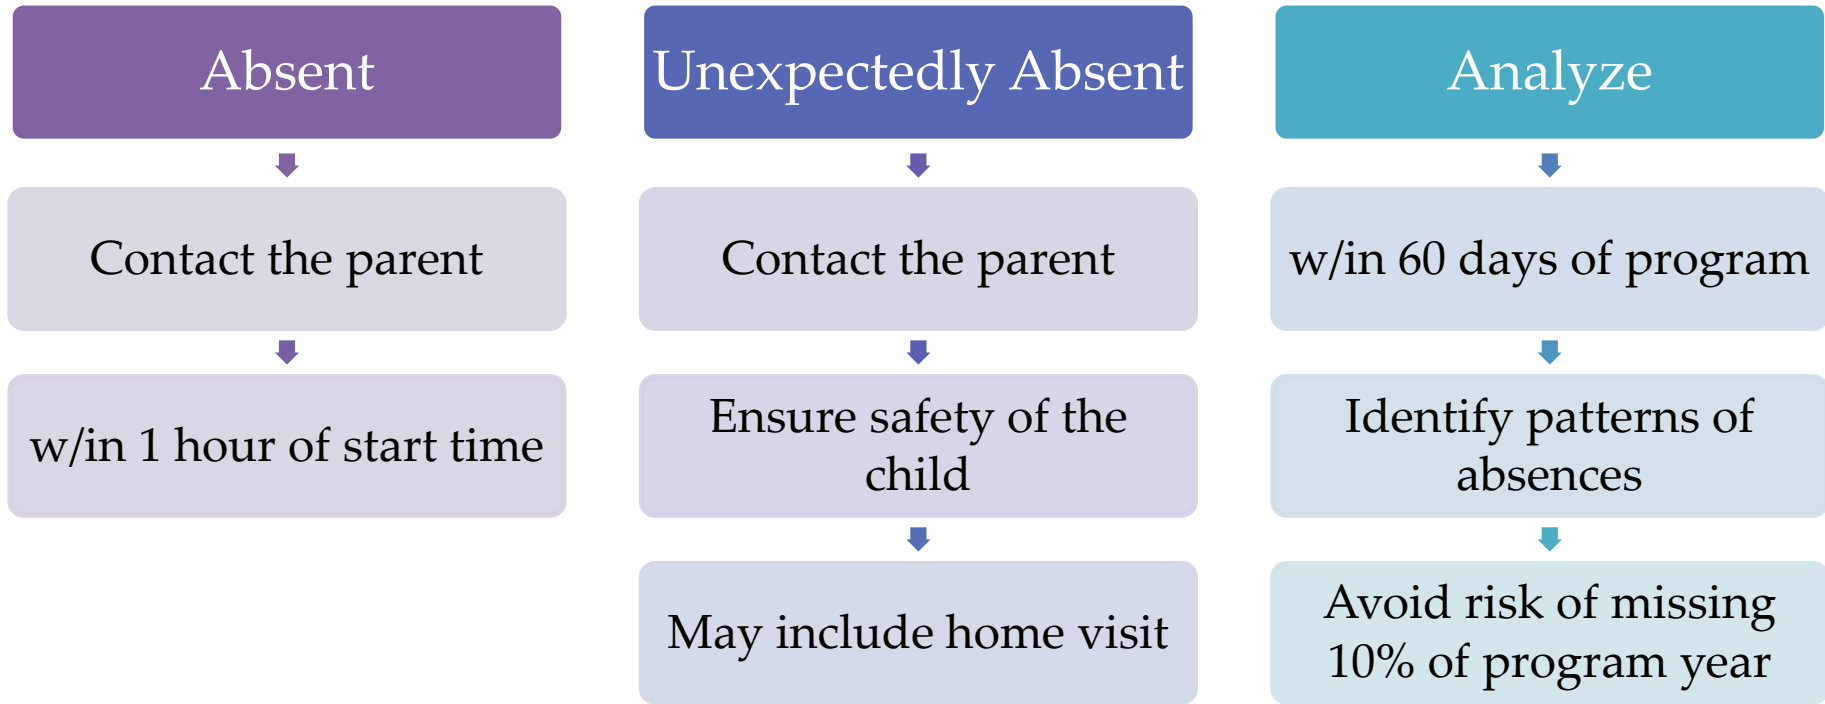 Absent
Contact the parent
w/in 1 hour of start time
Unexpectedly Absent
Contact the parent
Ensure safety of the
child
May include home visit
Analyze
w/in 60 days of program
Identify patterns of
absences
Avoid risk of missing
10% of program year